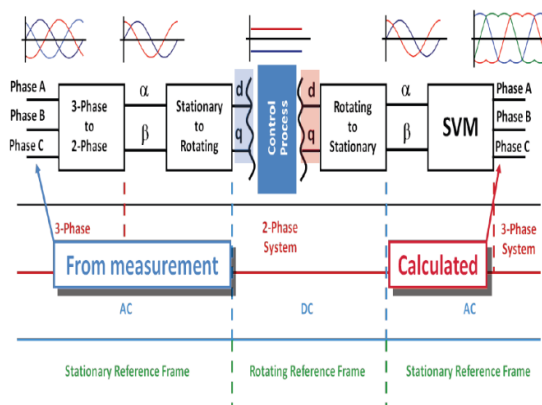 Phase A
Phase B
Phase C
3-Phase
to
2-Phase
α
β
Stationary
to
Rotating
d
q
Control
Process
d
q
Rotating
to
Stationary
α
β
SVM
Phase A
Phase B
Phase C
3-Phase
2-Phase
System
3-Phase
System
From measurement
Calculated
AC
DC
AC
Stationary Reference Frame
Rotating Reference Frame
Stationary Reference Frame